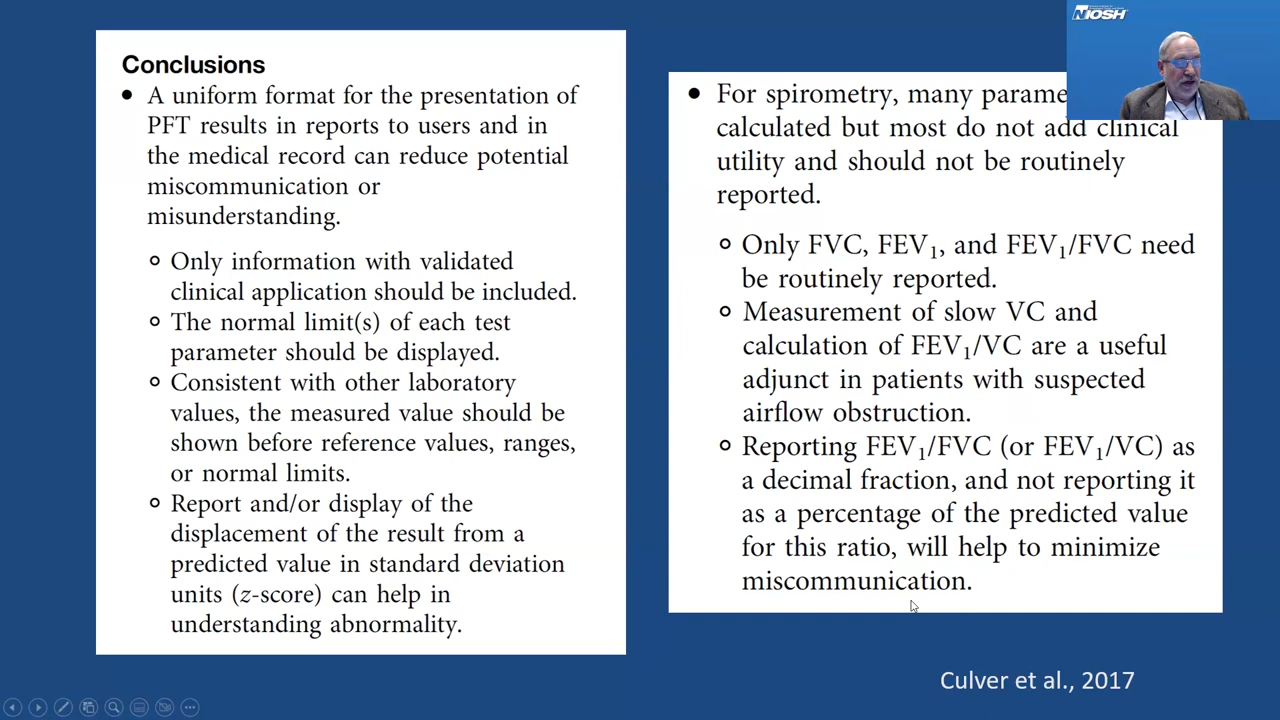 Conclusions
• A uniform format for the presentation of
PFT results in reports to users and in
the medical record can reduce potential
miscommunication or
misunderstanding.
○ Only information with validated
clinical application should be included.
○ The normal limit(s) of each test
parameter should be displayed.
○ Consistent with other laboratory
values, the measured value should be
shown before reference values, ranges,
or normal limits.
○ Report and/or display of the
displacement of the result from a
predicted value in standard deviation
units (z-score) can help in
understanding abnormality.
• For spirometry, many
calculated but most do not add clinical
utility and should not be routinely
reported.
○ Only FVC, FEV₁, and FEV₁/FVC need
be routinely reported.
○ Measurement of slow VC and
calculation of FEV₁/VC are a useful
adjunct in patients with suspected
airflow obstruction.
○ Reporting FEV₁/FVC (or FEV₁/VC) as
a decimal fraction, and not reporting it
as a percentage of the predicted value
for this ratio, will help to minimize
miscommunication.
Culver et al., 2017
NIOSH